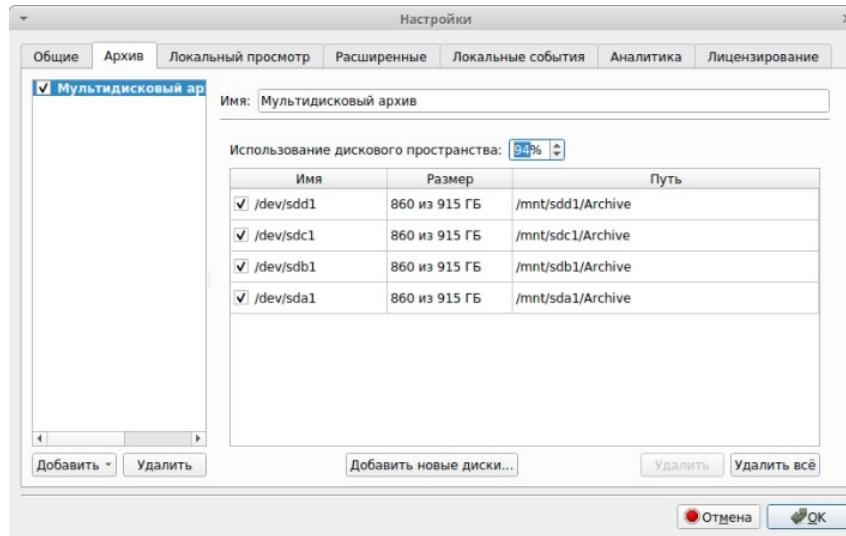 Настройки
Общие Архив Локальный просмотр Расширенные Локальные события Аналитика Лицензирование
Мультидисковый ар
Имя: Мультидисковый архив
Использование дискового пространства: 94%
Имя Размер Путь
/dev/sdd1 860 из 915 ГБ /mnt/sdd1/Archive
/dev/sdc1 860 из 915 ГБ /mnt/sdc1/Archive
/dev/sdb1 860 из 915 ГБ /mnt/sdb1/Archive
/dev/sda1 860 из 915 ГБ /mnt/sda1/Archive
Добавить Удалить Добавить новые диски... Удалить Удалить всё
Отмена OK